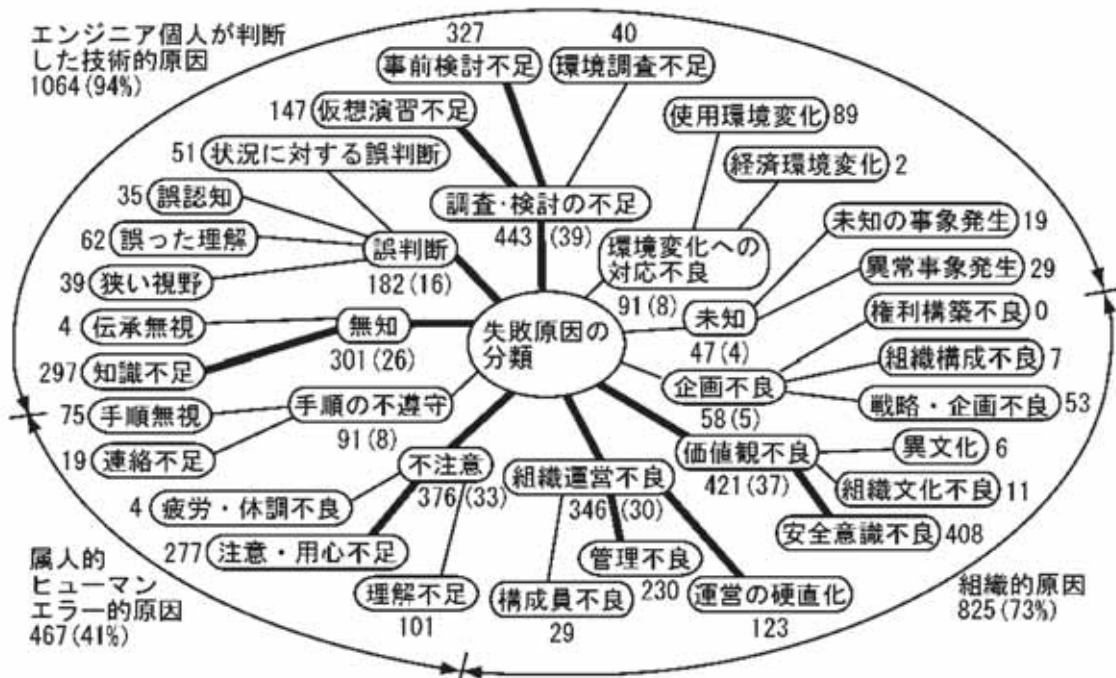 エンジニア個人が判断
した技術的原因
1064(94%)
327
事前検討不足
40
環境調査不足
147 仮想演習不足
使用環境変化 89
51 状況に対する誤判断
経済環境変化 2
35 誤認知
調査・検討の不足
443 (39)
未知の事象発生 19
62 誤った理解
誤判断
182(16)
環境変化への
対応不良
91(8)
異常事象発生 29
39 狭い視野
未知
47(4)
権利構築不良 0
4 伝承無視
無知
301(26)
失敗原因の
分類
組織構成不良 7
297 知識不足
企画不良
58(5)
戦略・企画不良 53
75 手順無視
手順の不遵守
91(8)
価値観不良
421(37)
異文化 6
19 連絡不足
不注意
376(33)
組織運営不良
346 (30)
組織文化不良 11
4 疲労・体調不良
安全意識不良 408
277 注意・用心不足
管理不良
230
属人的
ヒューマン
エラー的原因
467(41%)
理解不足
101
構成員不良
29
運営の硬直化
123
組織的原因
825(73%)